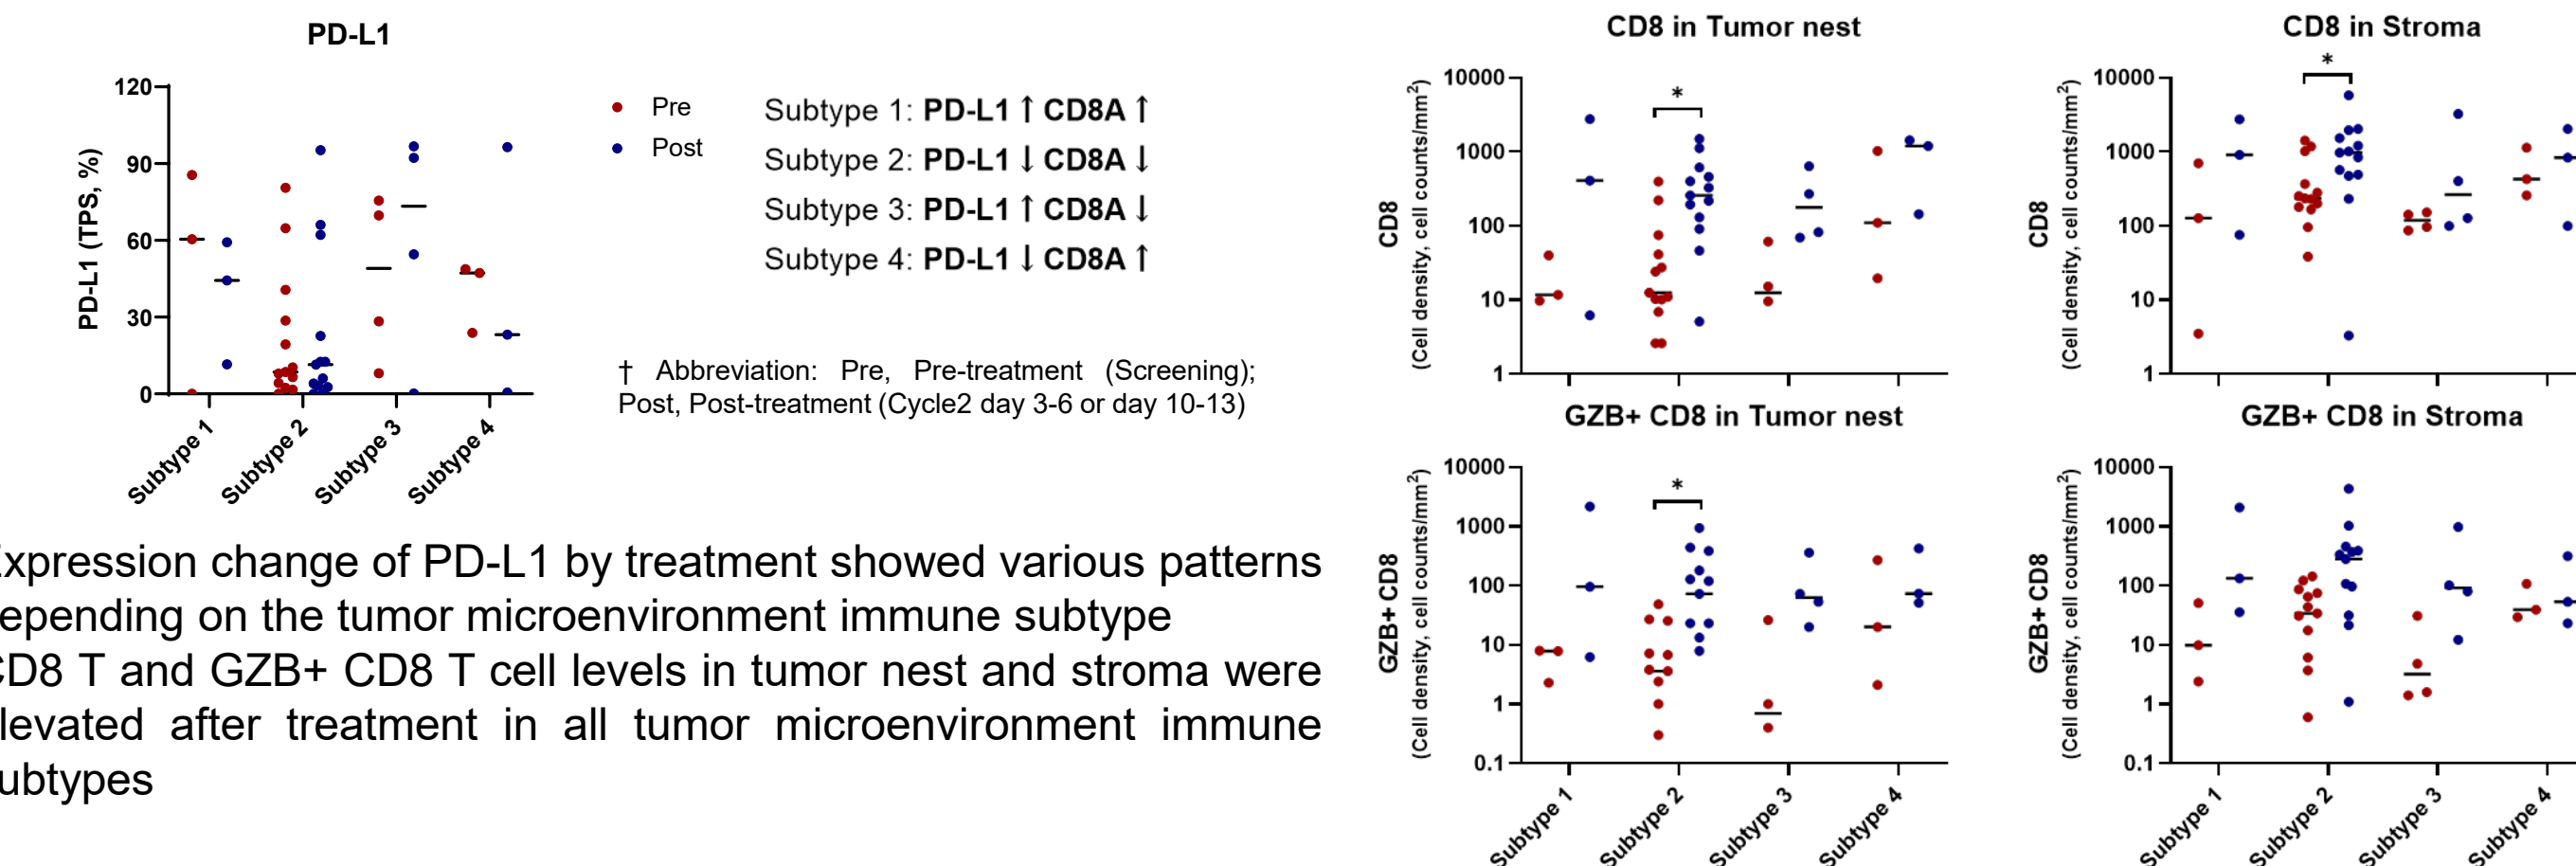 PD-L1
120
90
60
30
0
PD-L1 (TPS, %)
Subtype 1
Subtype 2
Subtype 3
Subtype 4
Pre
Post
Subtype 1: PD-L1 ↑ CD8A ↑
Subtype 2: PD-L1 ↓ CD8A ↓
Subtype 3: PD-L1 ↑ CD8A ↓
Subtype 4: PD-L1 ↓ CD8A ↑
† Abbreviation: Pre, Pre-treatment (Screening);
Post, Post-treatment (Cycle2 day 3-6 or day 10-13)
xpression change of PD-L1 by treatment showed various patterns
epending on the tumor microenvironment immune subtype
CD8 T and GZB+ CD8 T cell levels in tumor nest and stroma were
levated after treatment in all tumor microenvironment immune
ubtypes
CD8 in Tumor nest
10000
1000
100
10
1
CD8
(Cell density, cell counts/mm²)
*
CD8 in Stroma
10000
1000
100
10
1
CD8
(Cell density, cell counts/mm²)
*
GZB+ CD8 in Tumor nest
10000
1000
100
10
1
0.1
GZB+ CD8
(Cell density, cell counts/mm²)
*
Subtype 1
Subtype 2
Subtype 3
Subtype 4
GZB+ CD8 in Stroma
10000
1000
100
10
1
0.1
GZB+ CD8
(Cell density, cell counts/mm²)
Subtype 1
Subtype 2
Subtype 3
Subtype 4